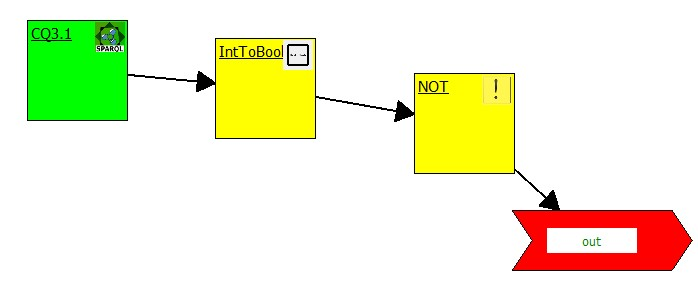 CQ3.1
SPARQL
IntToBool
NOT
!
out